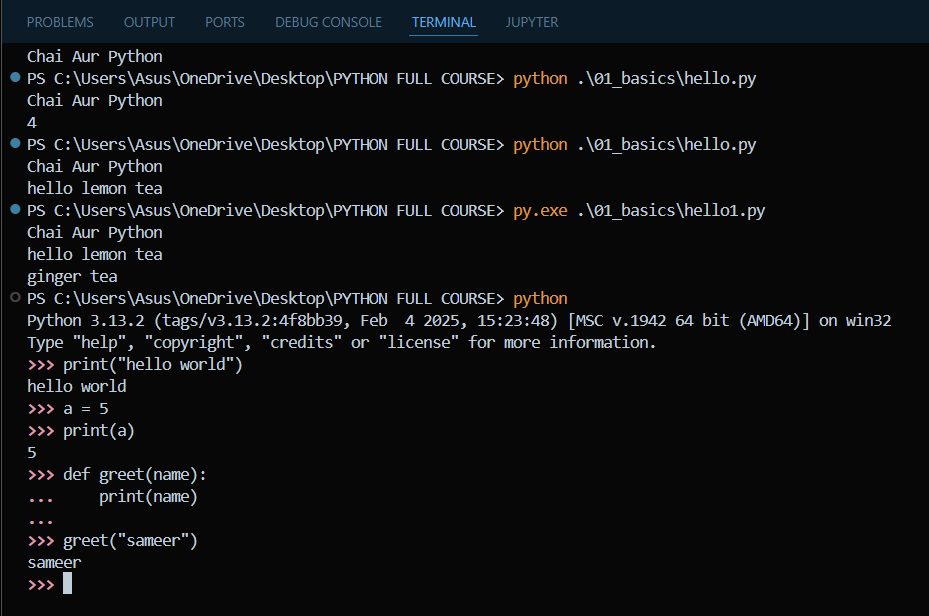 PROBLEMS OUTPUT PORTS DEBUG CONSOLE TERMINAL JUPYTER
Chai Aur Python
PS C:\Users\Asus\OneDrive\Desktop\PYTHON FULL COURSE> python .\01_basics\hello.py
Chai Aur Python
4
PS C:\Users\Asus\OneDrive\Desktop\PYTHON FULL COURSE> python .\01_basics\hello.py
Chai Aur Python
hello lemon tea
PS C:\Users\Asus\OneDrive\Desktop\PYTHON FULL COURSE> py.exe .\01_basics\hello1.py
Chai Aur Python
hello lemon tea
ginger tea
PS C:\Users\Asus\OneDrive\Desktop\PYTHON FULL COURSE> python
Python 3.13.2 (tags/v3.13.2:4f8bb39, Feb  4 2025, 15:23:48) [MSC v.1942 64 bit (AMD64)] on win32
Type "help", "copyright", "credits" or "license" for more information.
>>> print("hello world")
hello world
>>> a = 5
>>> print(a)
5
>>> def greet(name):
...     print(name)
...
>>> greet("sameer")
sameer
>>>